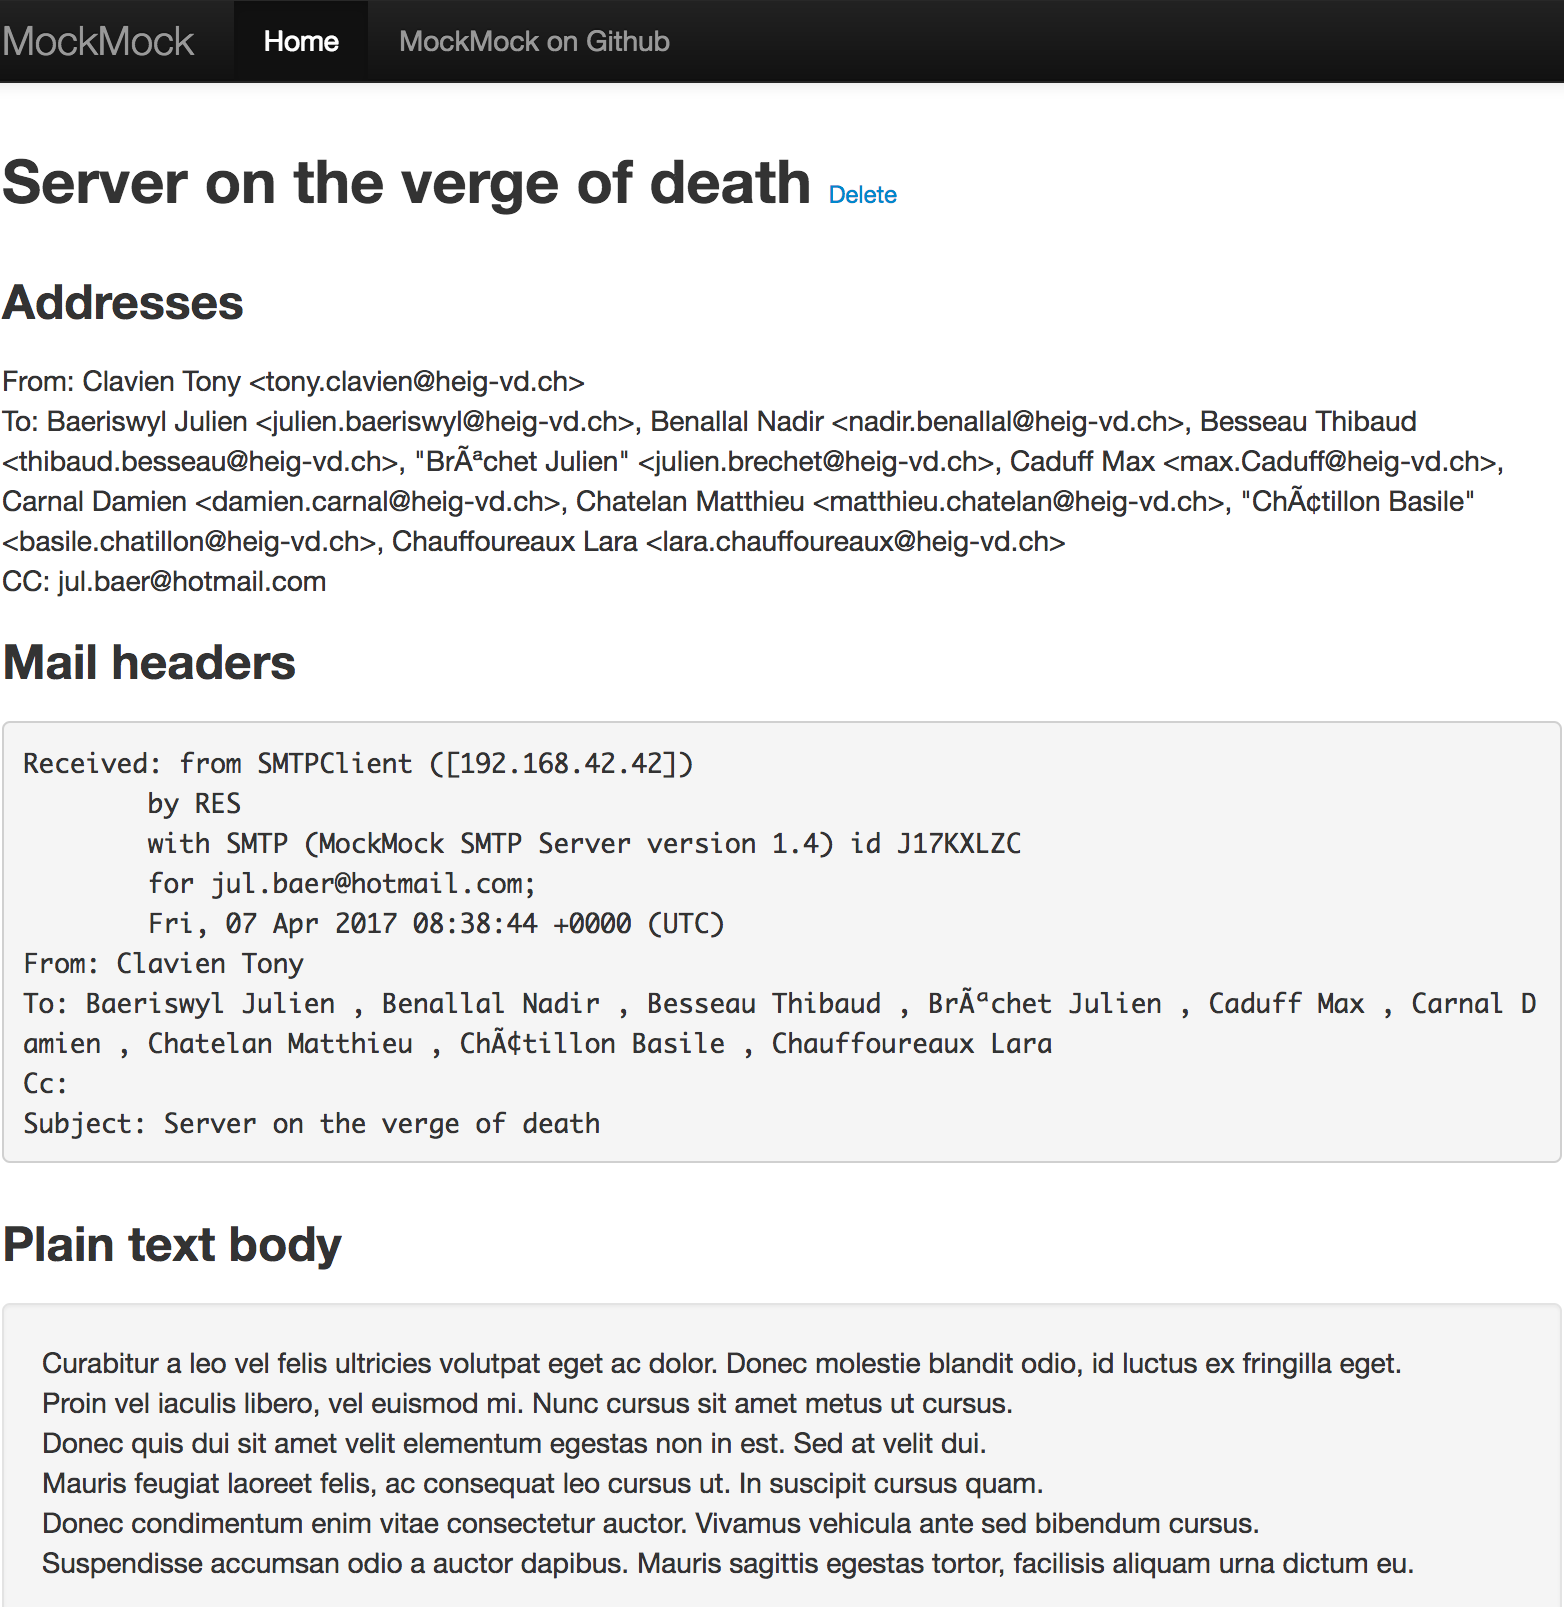 MockMock Home MockMock on Github
Server on the verge of death Delete
Addresses
From: Clavien Tony <tony.clavien@heig-vd.ch>
To: Baeriswyl Julien <julien.baeriswyl@heig-vd.ch>, Benallal Nadir <nadir.benallal@heig-vd.ch>, Besseau Thibaud
<thibaud.besseau@heig-vd.ch>, "BrÃªchet Julien" <julien.brechet@heig-vd.ch>, Caduff Max <max.Caduff@heig-vd.ch>,
Carnal Damien <damien.carnal@heig-vd.ch>, Chatelan Matthieu <matthieu.chatelan@heig-vd.ch>, "ChÃ¢tillon Basile"
<basile.chatillon@heig-vd.ch>, Chauffoureaux Lara <lara.chauffoureaux@heig-vd.ch>
CC: jul.baer@hotmail.com
Mail headers
Received: from SMTPClient ([192.168.42.42])
by RES
with SMTP (MockMock SMTP Server version 1.4) id J17KXLZC
for jul.baer@hotmail.com;
Fri, 07 Apr 2017 08:38:44 +0000 (UTC)
From: Clavien Tony
To: Baeriswyl Julien , Benallal Nadir , Besseau Thibaud , BrÃªchet Julien , Caduff Max , Carnal D
amien , Chatelan Matthieu , ChÃ¢tillon Basile , Chauffoureaux Lara
Cc:
Subject: Server on the verge of death
Plain text body
Curabitur a leo vel felis ultricies volutpat eget ac dolor. Donec molestie blandit odio, id luctus ex fringilla eget.
Proin vel iaculis libero, vel euismod mi. Nunc cursus sit amet metus ut cursus.
Donec quis dui sit amet velit elementum egestas non in est. Sed at velit dui.
Mauris feugiat laoreet felis, ac consequat leo cursus ut. In suscipit cursus quam.
Donec condimentum enim vitae consectetur auctor. Vivamus vehicula ante sed bibendum cursus.
Suspendisse accumsan odio a auctor dapibus. Mauris sagittis egestas tortor, facilisis aliquam urna dictum eu.